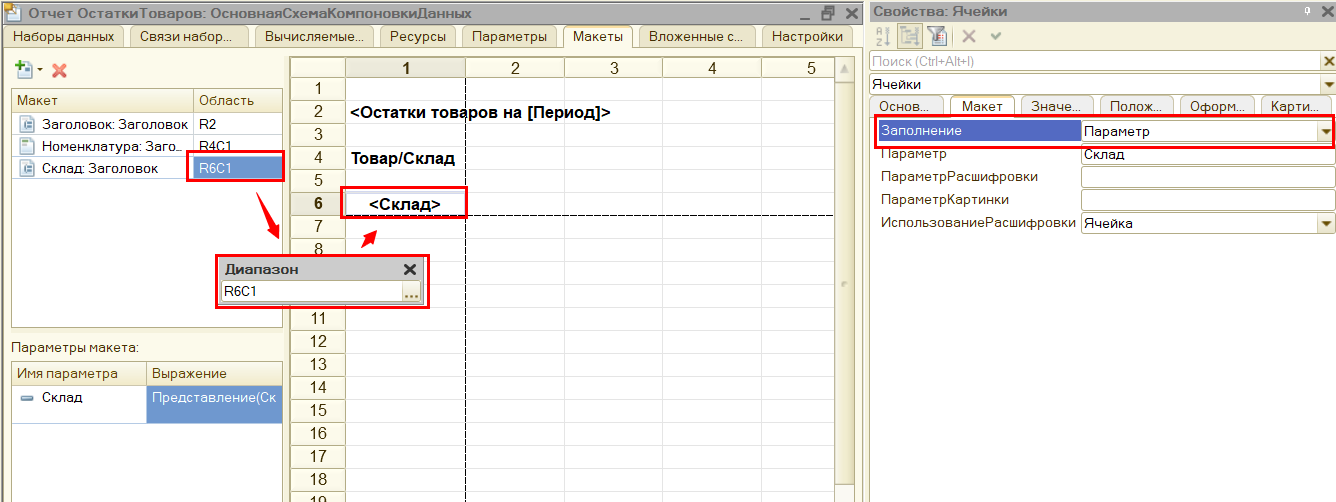 Отчет ОстаткиТоваров: ОсновнаяСхемаКомпоновкиДанных
Наборы данных
Связи набор...
Вычисляемые...
Ресурсы
Параметры
Макеты
Вложенные с...
Настройки
Макет
Область
Заголовок: Заголовок
R2
Номенклатура: Заго...
R4C1
Склад: Заголовок
R6C1
Параметры макета:
Имя параметра
Выражение
Склад
Представление(Ск
1
2
3
4
5
1
2
<Остатки товаров на [Период]>
3
4
Товар/Склад
5
6
<Склад>
7
8
Диапазон
R6C1
...
11
12
13
14
15
16
17
18
19
Свойства: Ячейки
Поиск (Ctrl+Alt+I)
Ячейки
Основ...
Макет
Значе...
Полож...
Оформ...
Карти...
Заполнение
Параметр
Параметр
Склад
ПараметрРасшифровки
ПараметрКартинки
ИспользованиеРасшифровки
Ячейка